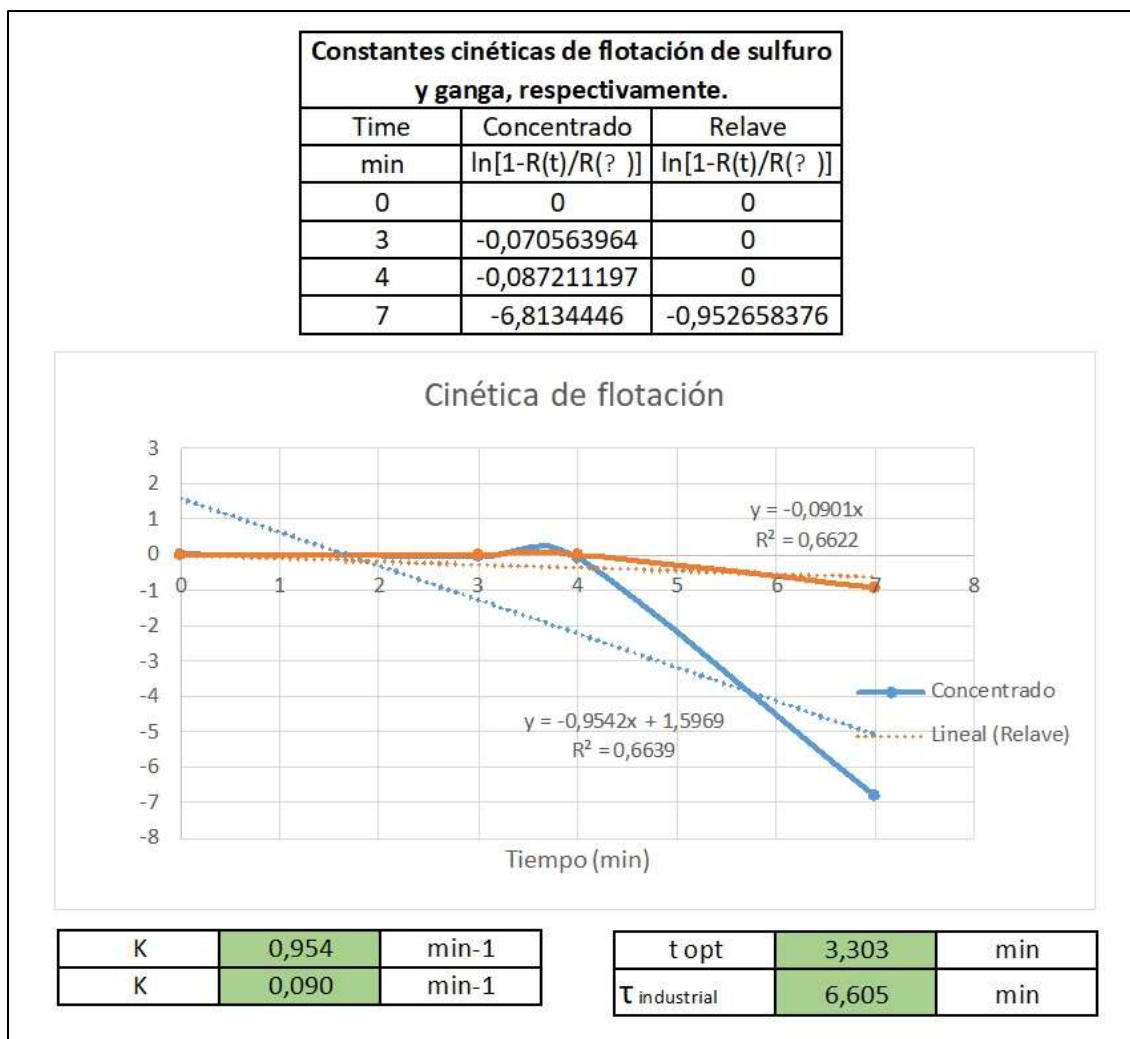 Constantes cinéticas de flotación de sulfuro
y ganga, respectivamente.
Time Concentrado Relave
min ln[1-R(t)/R(? )] ln[1-R(t)/R(? )]
0 0 0
3 -0,070563964 0
4 -0,087211197 0
7 -6,8134446 -0,952658376
Cinética de flotación
3
2
1
0
-1
-2
-3
-4
-5
-6
-7
-8
0 1 2 3 4 5 6 7 8
y = -0,0901x
R² = 0,6622
y = -0,9542x + 1,5969
R² = 0,6639
Concentrado
Lineal (Relave)
Tiempo (min)
K 0,954 min-1
K 0,090 min-1
t opt 3,303 min
τ industrial 6,605 min